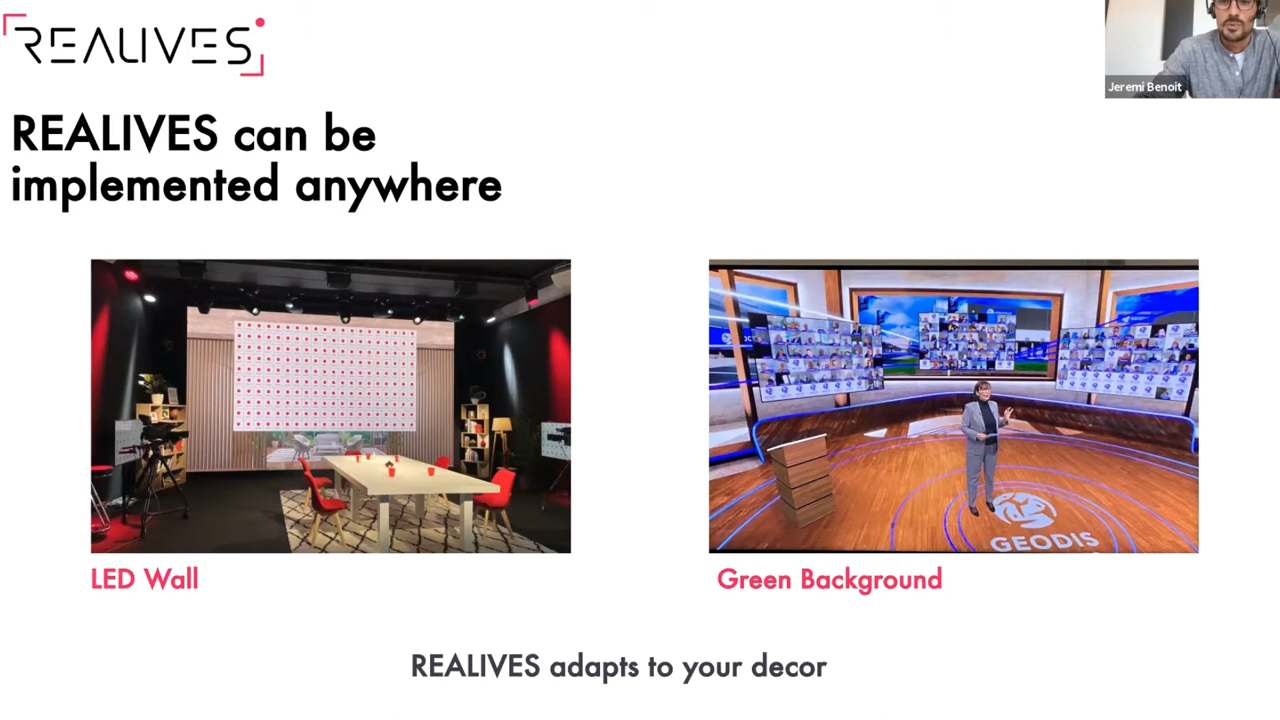 REALIVES
Jeremi Benoit
REALIVES can be
implemented anywhere
GEODIS
LED Wall
Green Background
REALIVES adapts to your decor